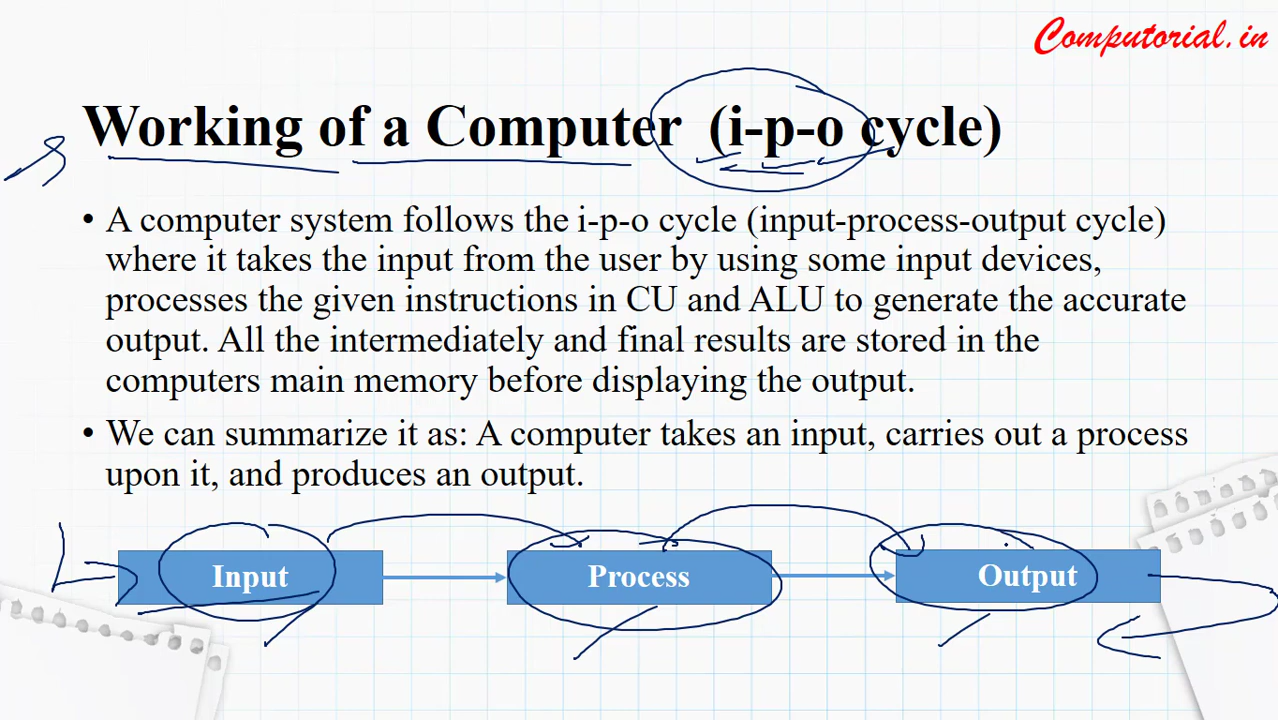 Computorial.in
Working of a Computer (i-p-o cycle)
• A computer system follows the i-p-o cycle (input-process-output cycle)
where it takes the input from the user by using some input devices,
processes the given instructions in CU and ALU to generate the accurate
output. All the intermediately and final results are stored in the
computers main memory before displaying the output.
• We can summarize it as: A computer takes an input, carries out a process
upon it, and produces an output.
Input Process Output